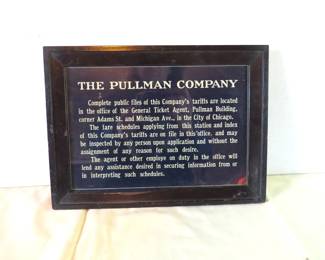 THE PULLMAN COMPANY
Complete public files of this Company's tariffs are located
in the office of the General Ticket Agent, Pullman Building,
corner Adams St. and Michigan Ave., in the City of Chicago.
The fare schedules applying from this station and index
of this Company's tariffs are on file in this office, and may
be inspected by any person upon application and without the
assignment of any reason for such desire.
The agent or other employe on duty in the office will
lend any assistance desired in securing information from or
in interpreting such schedules.